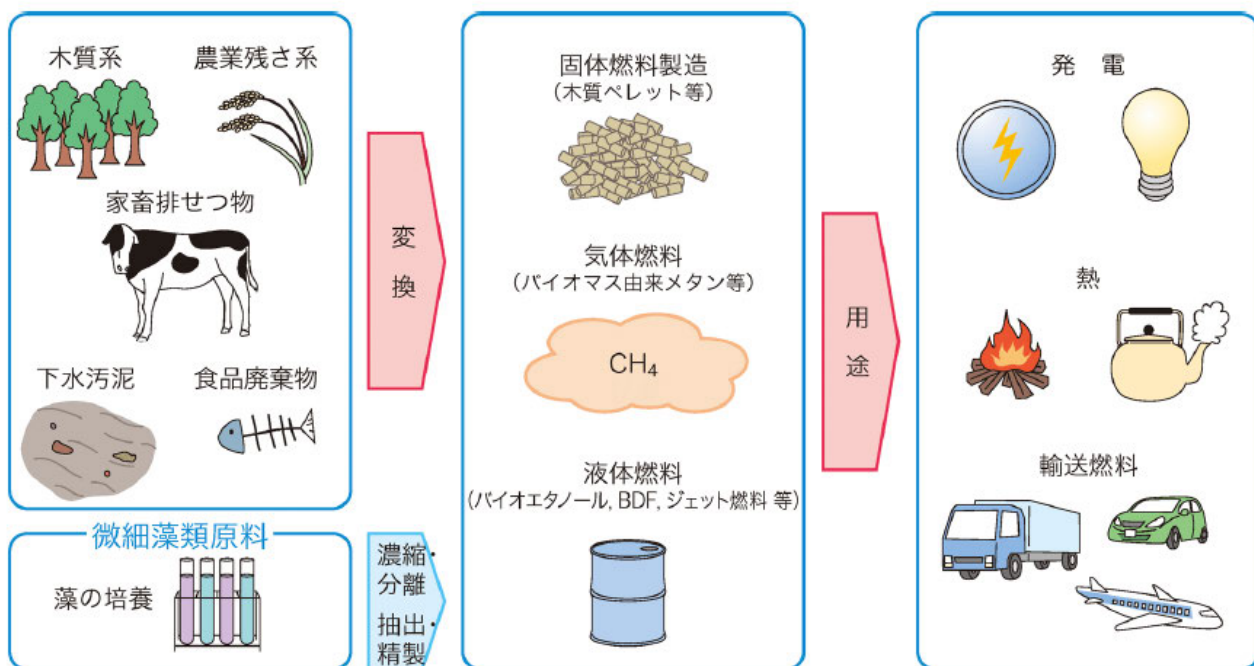 木質系
農業残さ系
家畜排せつ物
下水汚泥
食品廃棄物
微細藻類原料
藻の培養
変
換
濃縮・
分離
抽出・
精製
固体燃料製造
(木質ペレット等)
気体燃料
(バイオマス由来メタン等)
CH₄
液体燃料
(バイオエタノール, BDF, ジェット燃料 等)
用
途
発 電
熱
輸送燃料